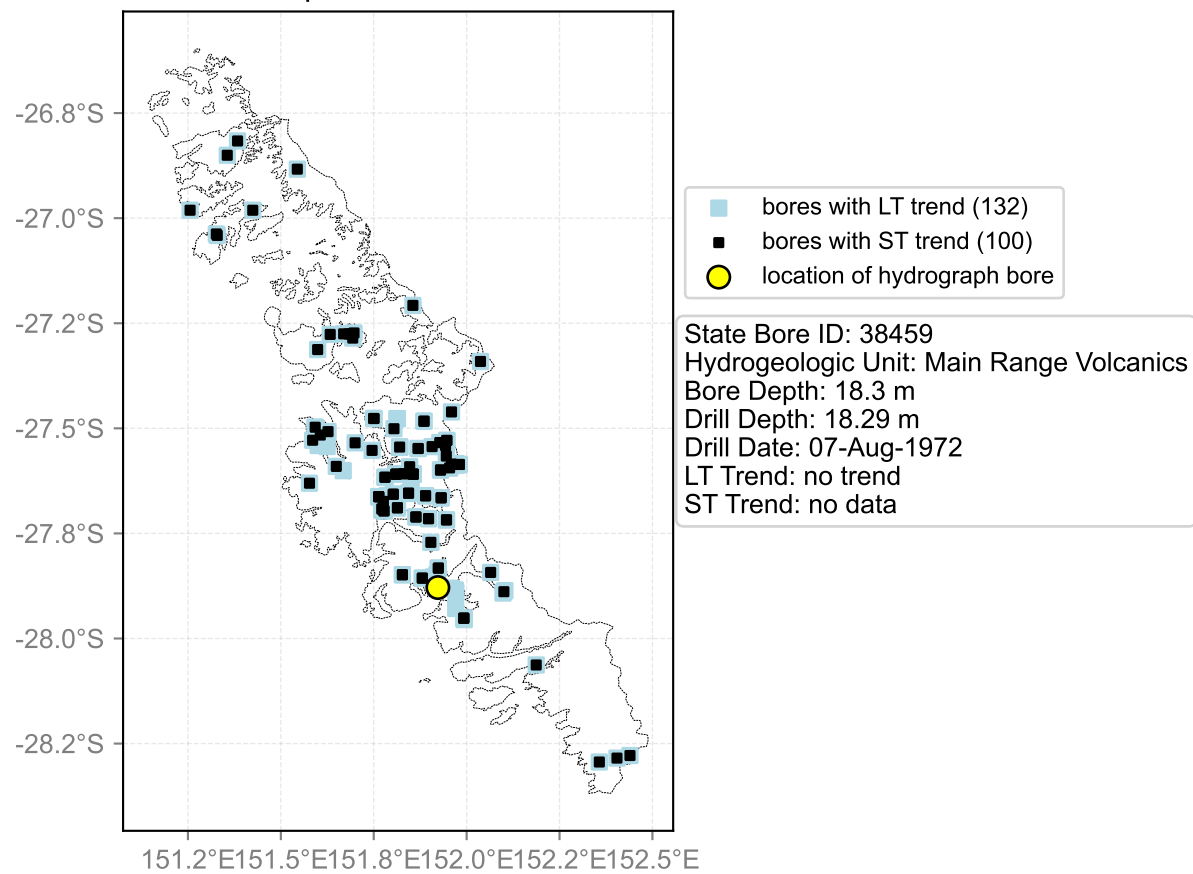 -26.8°S
-27.0°S
-27.2°S
-27.5°S
-27.8°S
-28.0°S
-28.2°S
151.2°E151.5°E151.8°E152.0°E152.2°E152.5°E
bores with LT trend (132)
bores with ST trend (100)
location of hydrograph bore
State Bore ID: 38459
Hydrogeologic Unit: Main Range Volcanics
Bore Depth: 18.3 m
Drill Depth: 18.29 m
Drill Date: 07-Aug-1972
LT Trend: no trend
ST Trend: no data